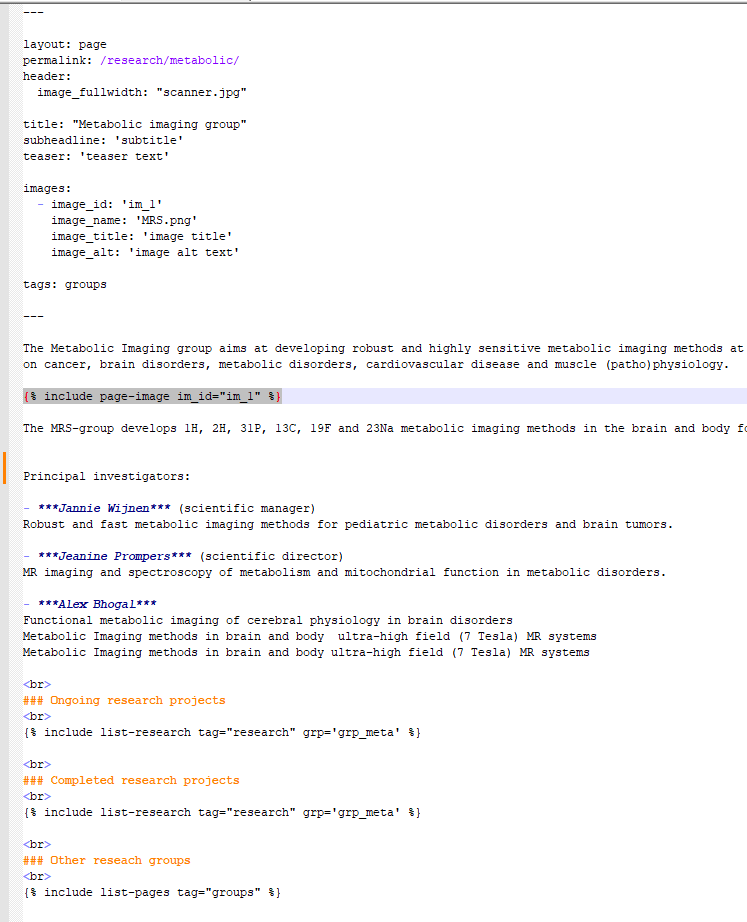 ---
layout: page
permalink: /research/metabolic/
header:
  image_fullwidth: "scanner.jpg"
title: "Metabolic imaging group"
subheadline: 'subtitle'
teaser: 'teaser text'
images:
  - image_id: 'im_1'
    image_name: 'MRS.png'
    image_title: 'image title'
    image_alt: 'image alt text'
tags: groups
---
The Metabolic Imaging group aims at developing robust and highly sensitive metabolic imaging methods at
on cancer, brain disorders, metabolic disorders, cardiovascular disease and muscle (patho)physiology.
{% include page-image im_id="im_1" %}
The MRS-group develops 1H, 2H, 31P, 13C, 19F and 23Na metabolic imaging methods in the brain and body fo
Principal investigators:
- ***Jannie Wijnen*** (scientific manager)
Robust and fast metabolic imaging methods for pediatric metabolic disorders and brain tumors.
- ***Jeanine Prompers*** (scientific director)
MR imaging and spectroscopy of metabolism and mitochondrial function in metabolic disorders.
- ***Alex Bhogal***
Functional metabolic imaging of cerebral physiology in brain disorders
Metabolic Imaging methods in brain and body  ultra-high field (7 Tesla) MR systems
Metabolic Imaging methods in brain and body ultra-high field (7 Tesla) MR systems
<br>
### Ongoing research projects
<br>
{% include list-research tag="research" grp='grp_meta' %}
<br>
### Completed research projects
<br>
{% include list-research tag="research" grp='grp_meta' %}
<br>
### Other reseach groups
<br>
{% include list-pages tag="groups" %}